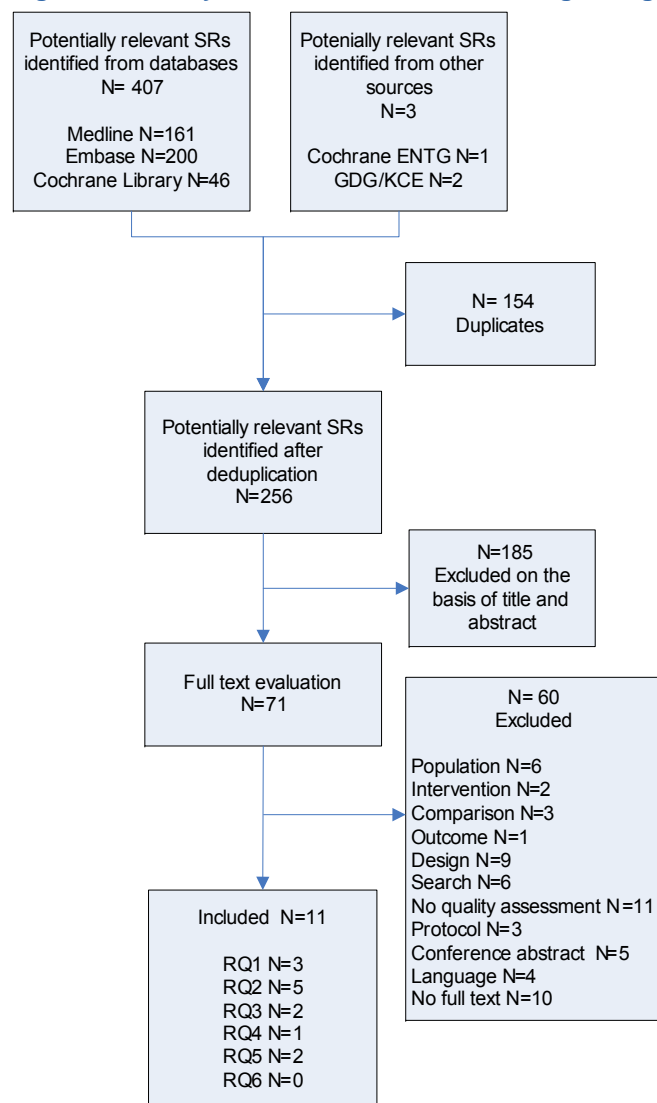 Potentially relevant SRs
identified from databases
N= 407
Medline N=161
Embase N=200
Cochrane Library N=46
Potenially relevant SRs
identified from other
sources
N=3
Cochrane ENTG N=1
GDG/KCE N=2
N= 154
Duplicates
Potentially relevant SRs
identified after
deduplication
N=256
N=185
Excluded on the
basis of title and
abstract
Full text evaluation
N=71
N= 60
Excluded
Population N=6
Intervention N=2
Comparison N=3
Outcome N=1
Design N=9
Search N=6
No quality assessment N=11
Protocol N=3
Conference abstract N=5
Language N=4
No full text N=10
Included N=11
RQ1 N=3
RQ2 N=5
RQ3 N=2
RQ4 N=1
RQ5 N=2
RQ6 N=0